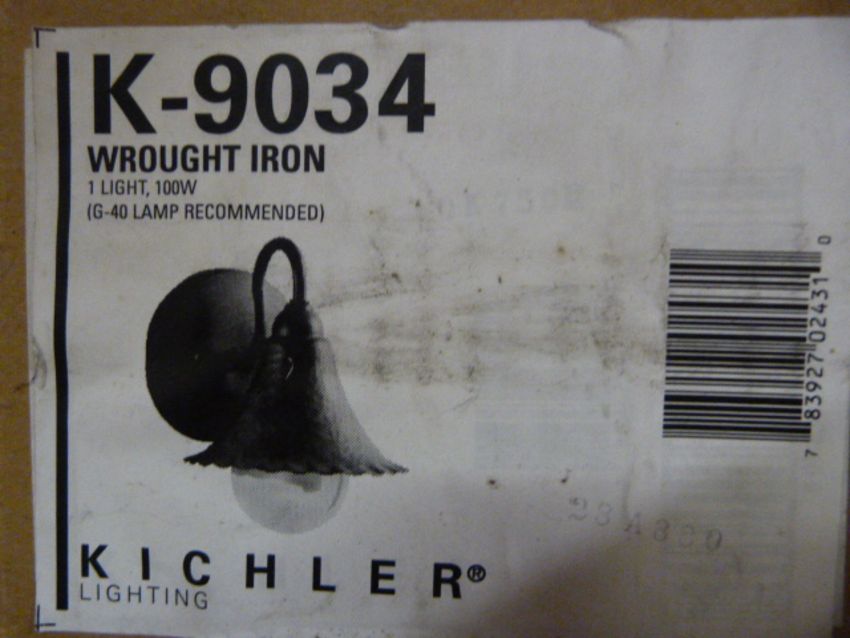 K-9034
WROUGHT IRON
1 LIGHT, 100W
(G-40 LAMP RECOMMENDED)
KICHLER®
LIGHTING
7 83927 02431 0